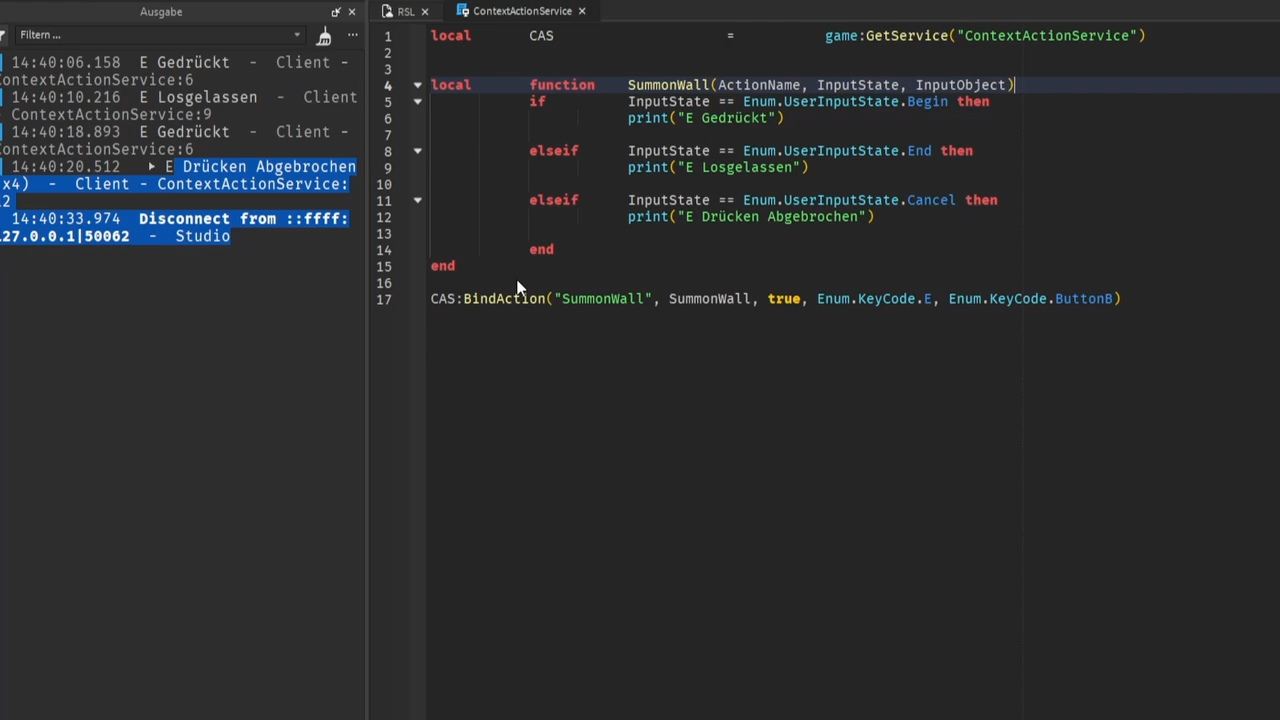 Ausgabe
Filtern ...
14:40:06.158 E Gedrückt - Client -
ContextActionService:6
14:40:10.216 E Losgelassen - Client
ContextActionService:9
14:40:18.893 E Gedrückt - Client -
ContextActionService:6
14:40:20.512 ▸ E Drücken Abgebrochen
x4) - Client - ContextActionService:
12
14:40:33.974 Disconnect from ::ffff:
127.0.0.1|50062 - Studio
RSL
ContextActionService
1 local CAS = game:GetService("ContextActionService")
2
3
4 local function SummonWall(ActionName, InputState, InputObject)
5 if InputState == Enum.UserInputState.Begin then
6 print("E Gedrückt")
7
8 elseif InputState == Enum.UserInputState.End then
9 print("E Losgelassen")
10
11 elseif InputState == Enum.UserInputState.Cancel then
12 print("E Drücken Abgebrochen")
13
14 end
15 end
16
17 CAS:BindAction("SummonWall", SummonWall, true, Enum.KeyCode.E, Enum.KeyCode.ButtonB)